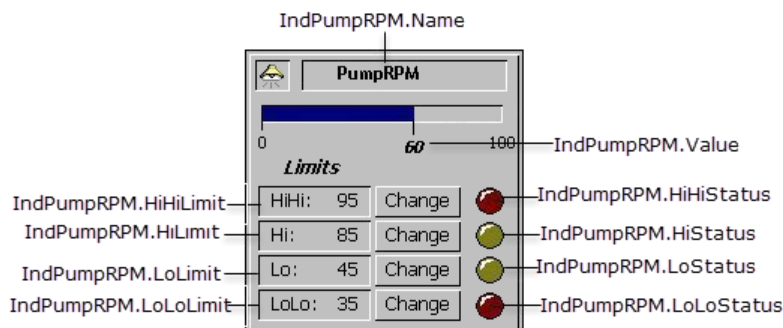 IndPumpRPM.Name
PumpRPM
0 60 100
IndPumpRPM.Value
Limits
IndPumpRPM.HiHiLimit HiHi: 95 Change IndPumpRPM.HiHiStatus
IndPumpRPM.HiLimit Hi: 85 Change IndPumpRPM.HiStatus
IndPumpRPM.LoLimit Lo: 45 Change IndPumpRPM.LoStatus
IndPumpRPM.LoLoLimit LoLo: 35 Change IndPumpRPM.LoLoStatus